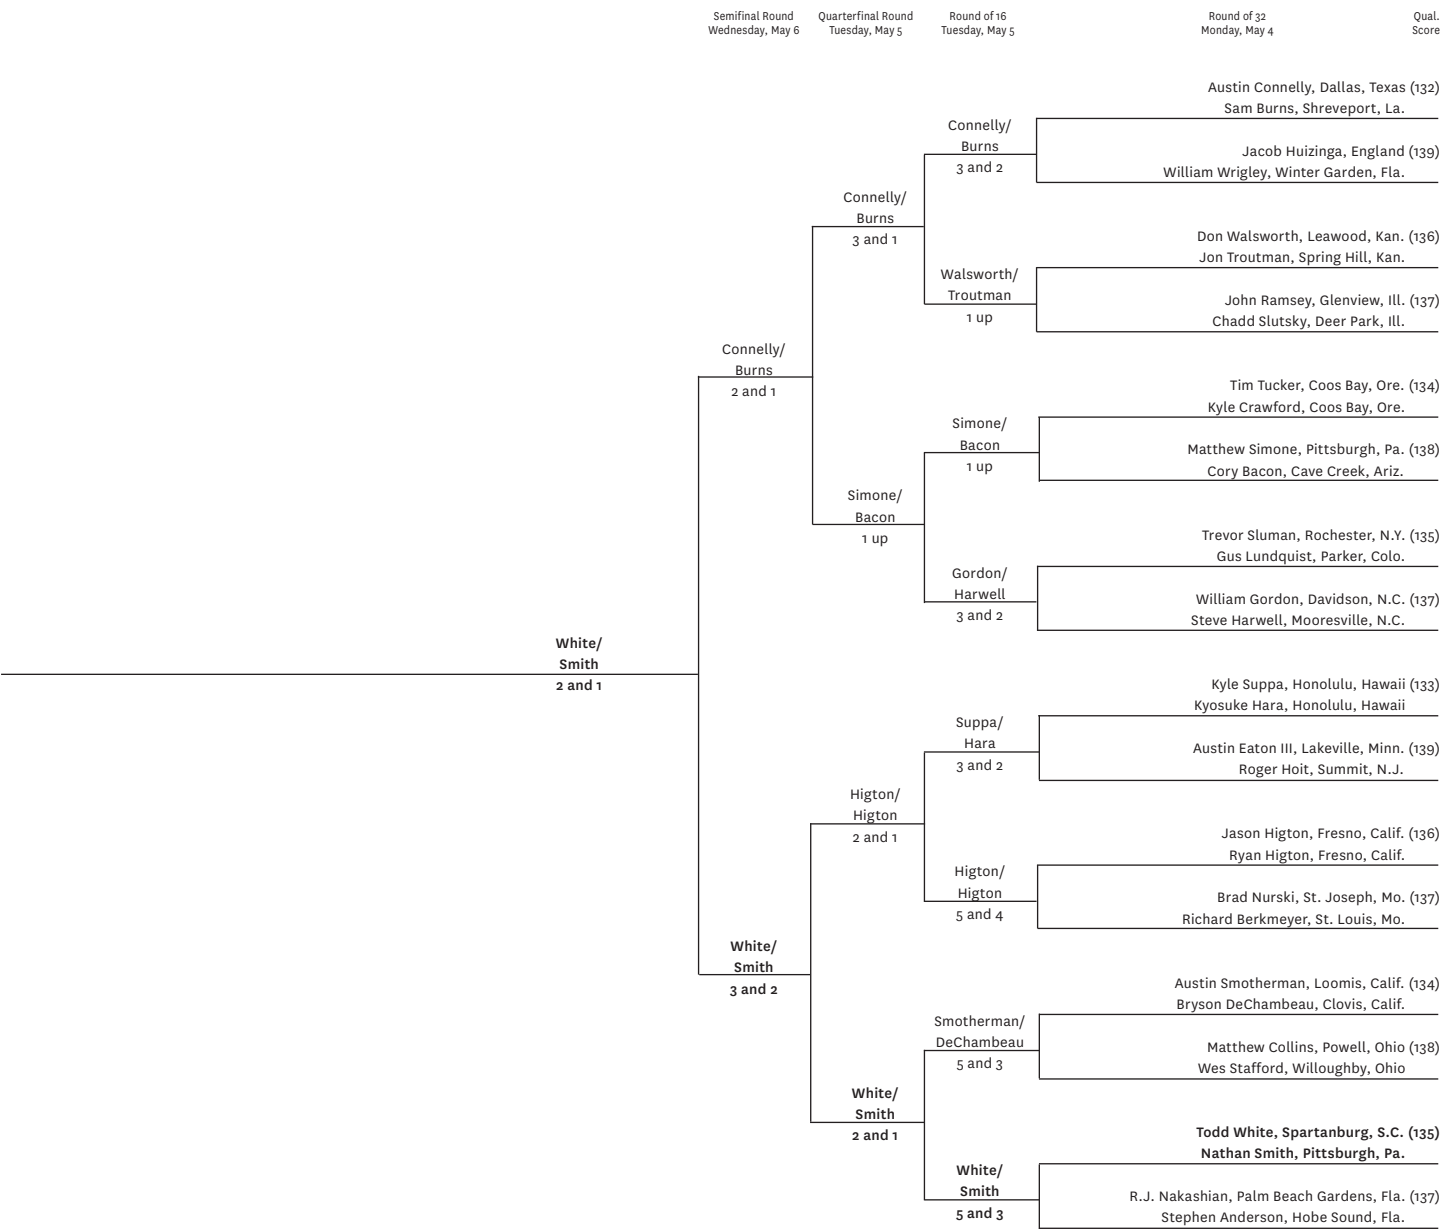 Semifinal Round
Wednesday, May 6
Quarterfinal Round
Tuesday, May 5
Round of 16
Tuesday, May 5
Round of 32
Monday, May 4
Qual.
Score
Austin Connelly, Dallas, Texas (132)
Sam Burns, Shreveport, La.
Connelly/
Burns
3 and 2
Jacob Huizinga, England (139)
William Wrigley, Winter Garden, Fla.
Connelly/
Burns
3 and 1
Don Walsworth, Leawood, Kan. (136)
Jon Troutman, Spring Hill, Kan.
Walsworth/
Troutman
1 up
John Ramsey, Glenview, Ill. (137)
Chadd Slutsky, Deer Park, Ill.
Connelly/
Burns
2 and 1
Tim Tucker, Coos Bay, Ore. (134)
Kyle Crawford, Coos Bay, Ore.
Simone/
Bacon
1 up
Matthew Simone, Pittsburgh, Pa. (138)
Cory Bacon, Cave Creek, Ariz.
Simone/
Bacon
1 up
Trevor Sluman, Rochester, N.Y. (135)
Gus Lundquist, Parker, Colo.
Gordon/
Harwell
3 and 2
William Gordon, Davidson, N.C. (137)
Steve Harwell, Mooresville, N.C.
White/
Smith
2 and 1
Kyle Suppa, Honolulu, Hawaii (133)
Kyosuke Hara, Honolulu, Hawaii
Suppa/
Hara
3 and 2
Austin Eaton III, Lakeville, Minn. (139)
Roger Hoit, Summit, N.J.
Higton/
Higton
2 and 1
Jason Higton, Fresno, Calif. (136)
Ryan Higton, Fresno, Calif.
Higton/
Higton
5 and 4
Brad Nurski, St. Joseph, Mo. (137)
Richard Berkmeyer, St. Louis, Mo.
White/
Smith
3 and 2
Austin Smotherman, Loomis, Calif. (134)
Bryson DeChambeau, Clovis, Calif.
Smotherman/
DeChambeau
5 and 3
Matthew Collins, Powell, Ohio (138)
Wes Stafford, Willoughby, Ohio
White/
Smith
2 and 1
Todd White, Spartanburg, S.C. (135)
Nathan Smith, Pittsburgh, Pa.
White/
Smith
5 and 3
R.J. Nakashian, Palm Beach Gardens, Fla. (137)
Stephen Anderson, Hobe Sound, Fla.